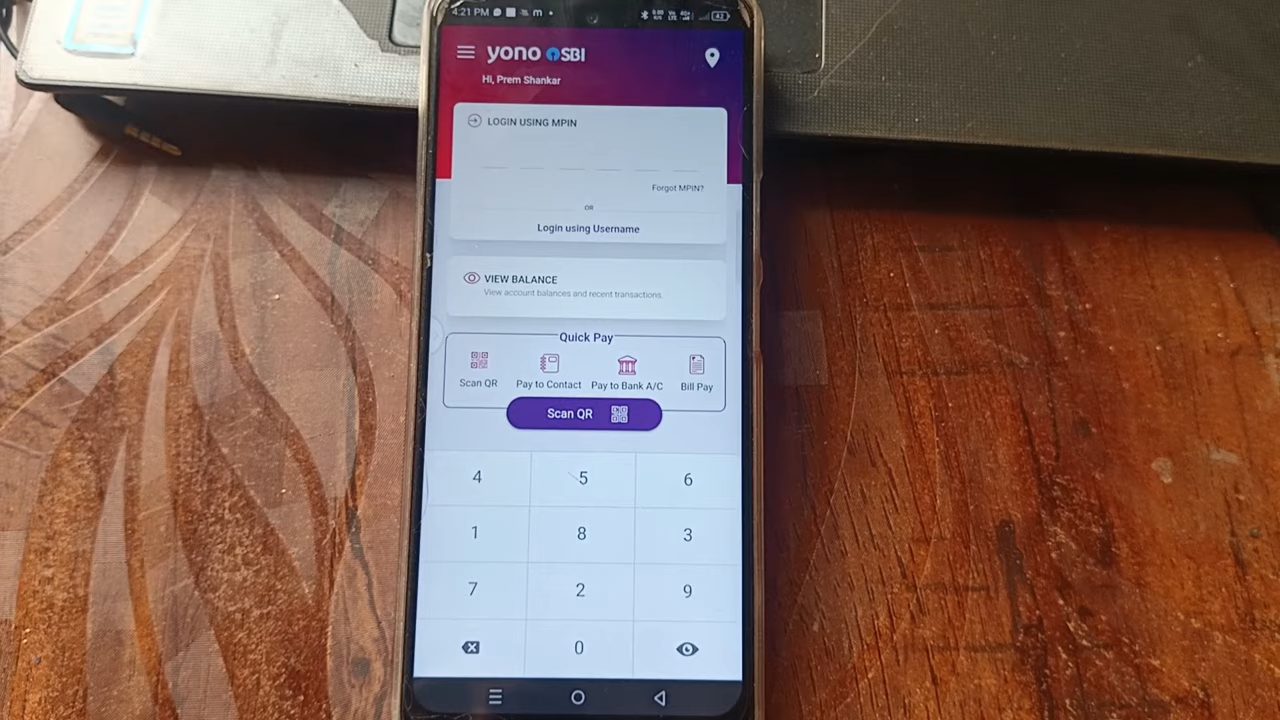 4:21 PM m 42
yono SBI
Hi, Prem Shankar
LOGIN USING MPIN
Forgot MPIN?
OR
Login using Username
VIEW BALANCE
View account balances and recent transactions.
Quick Pay
Scan QR Pay to Contact Pay to Bank A/C Bill Pay
Scan QR
4 5 6
1 8 3
7 2 9
0